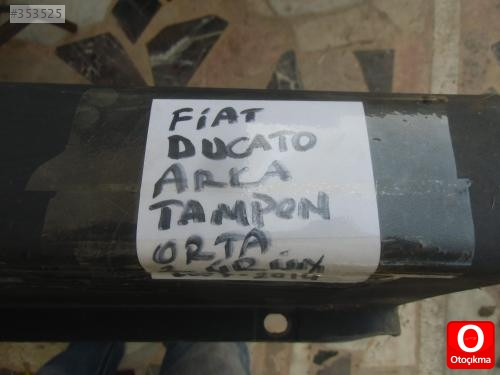 #353525
FiAT
DUCATO
ARKA
TAMPON
ORTA
O
Otoçıkma